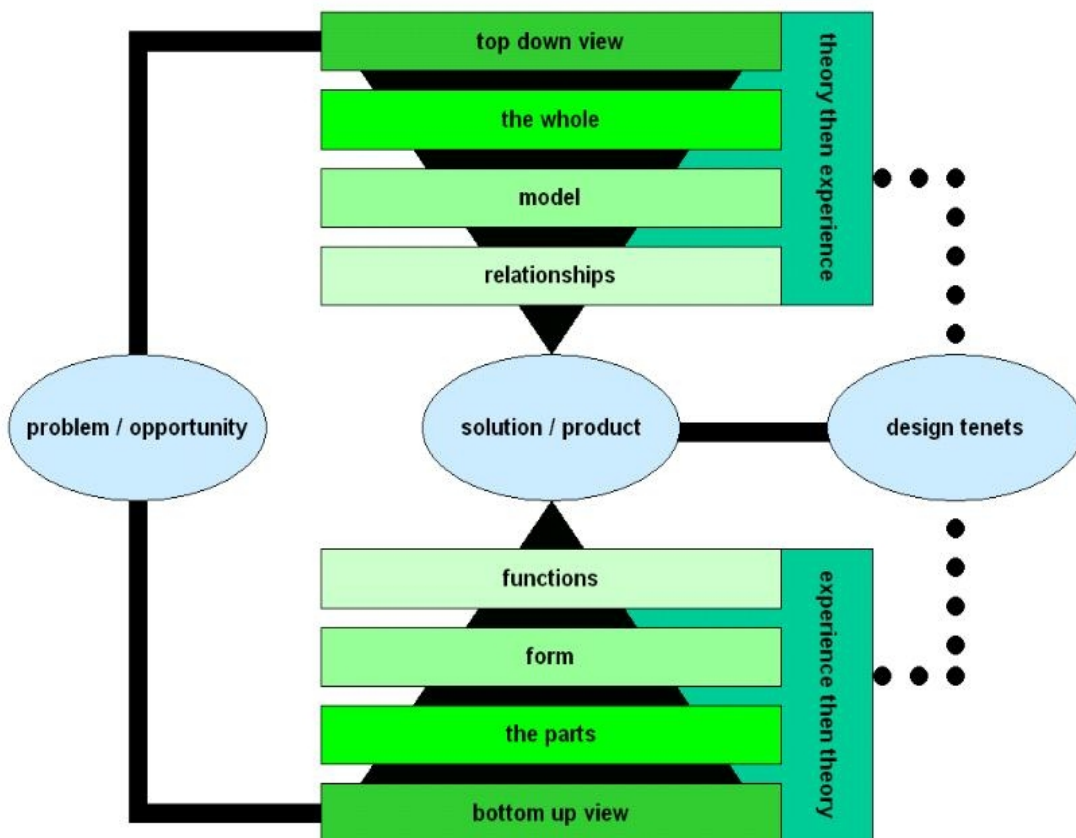 top down view
the whole
model
relationships
theory then experience
problem / opportunity
solution / product
design tenets
functions
form
the parts
bottom up view
experience then theory